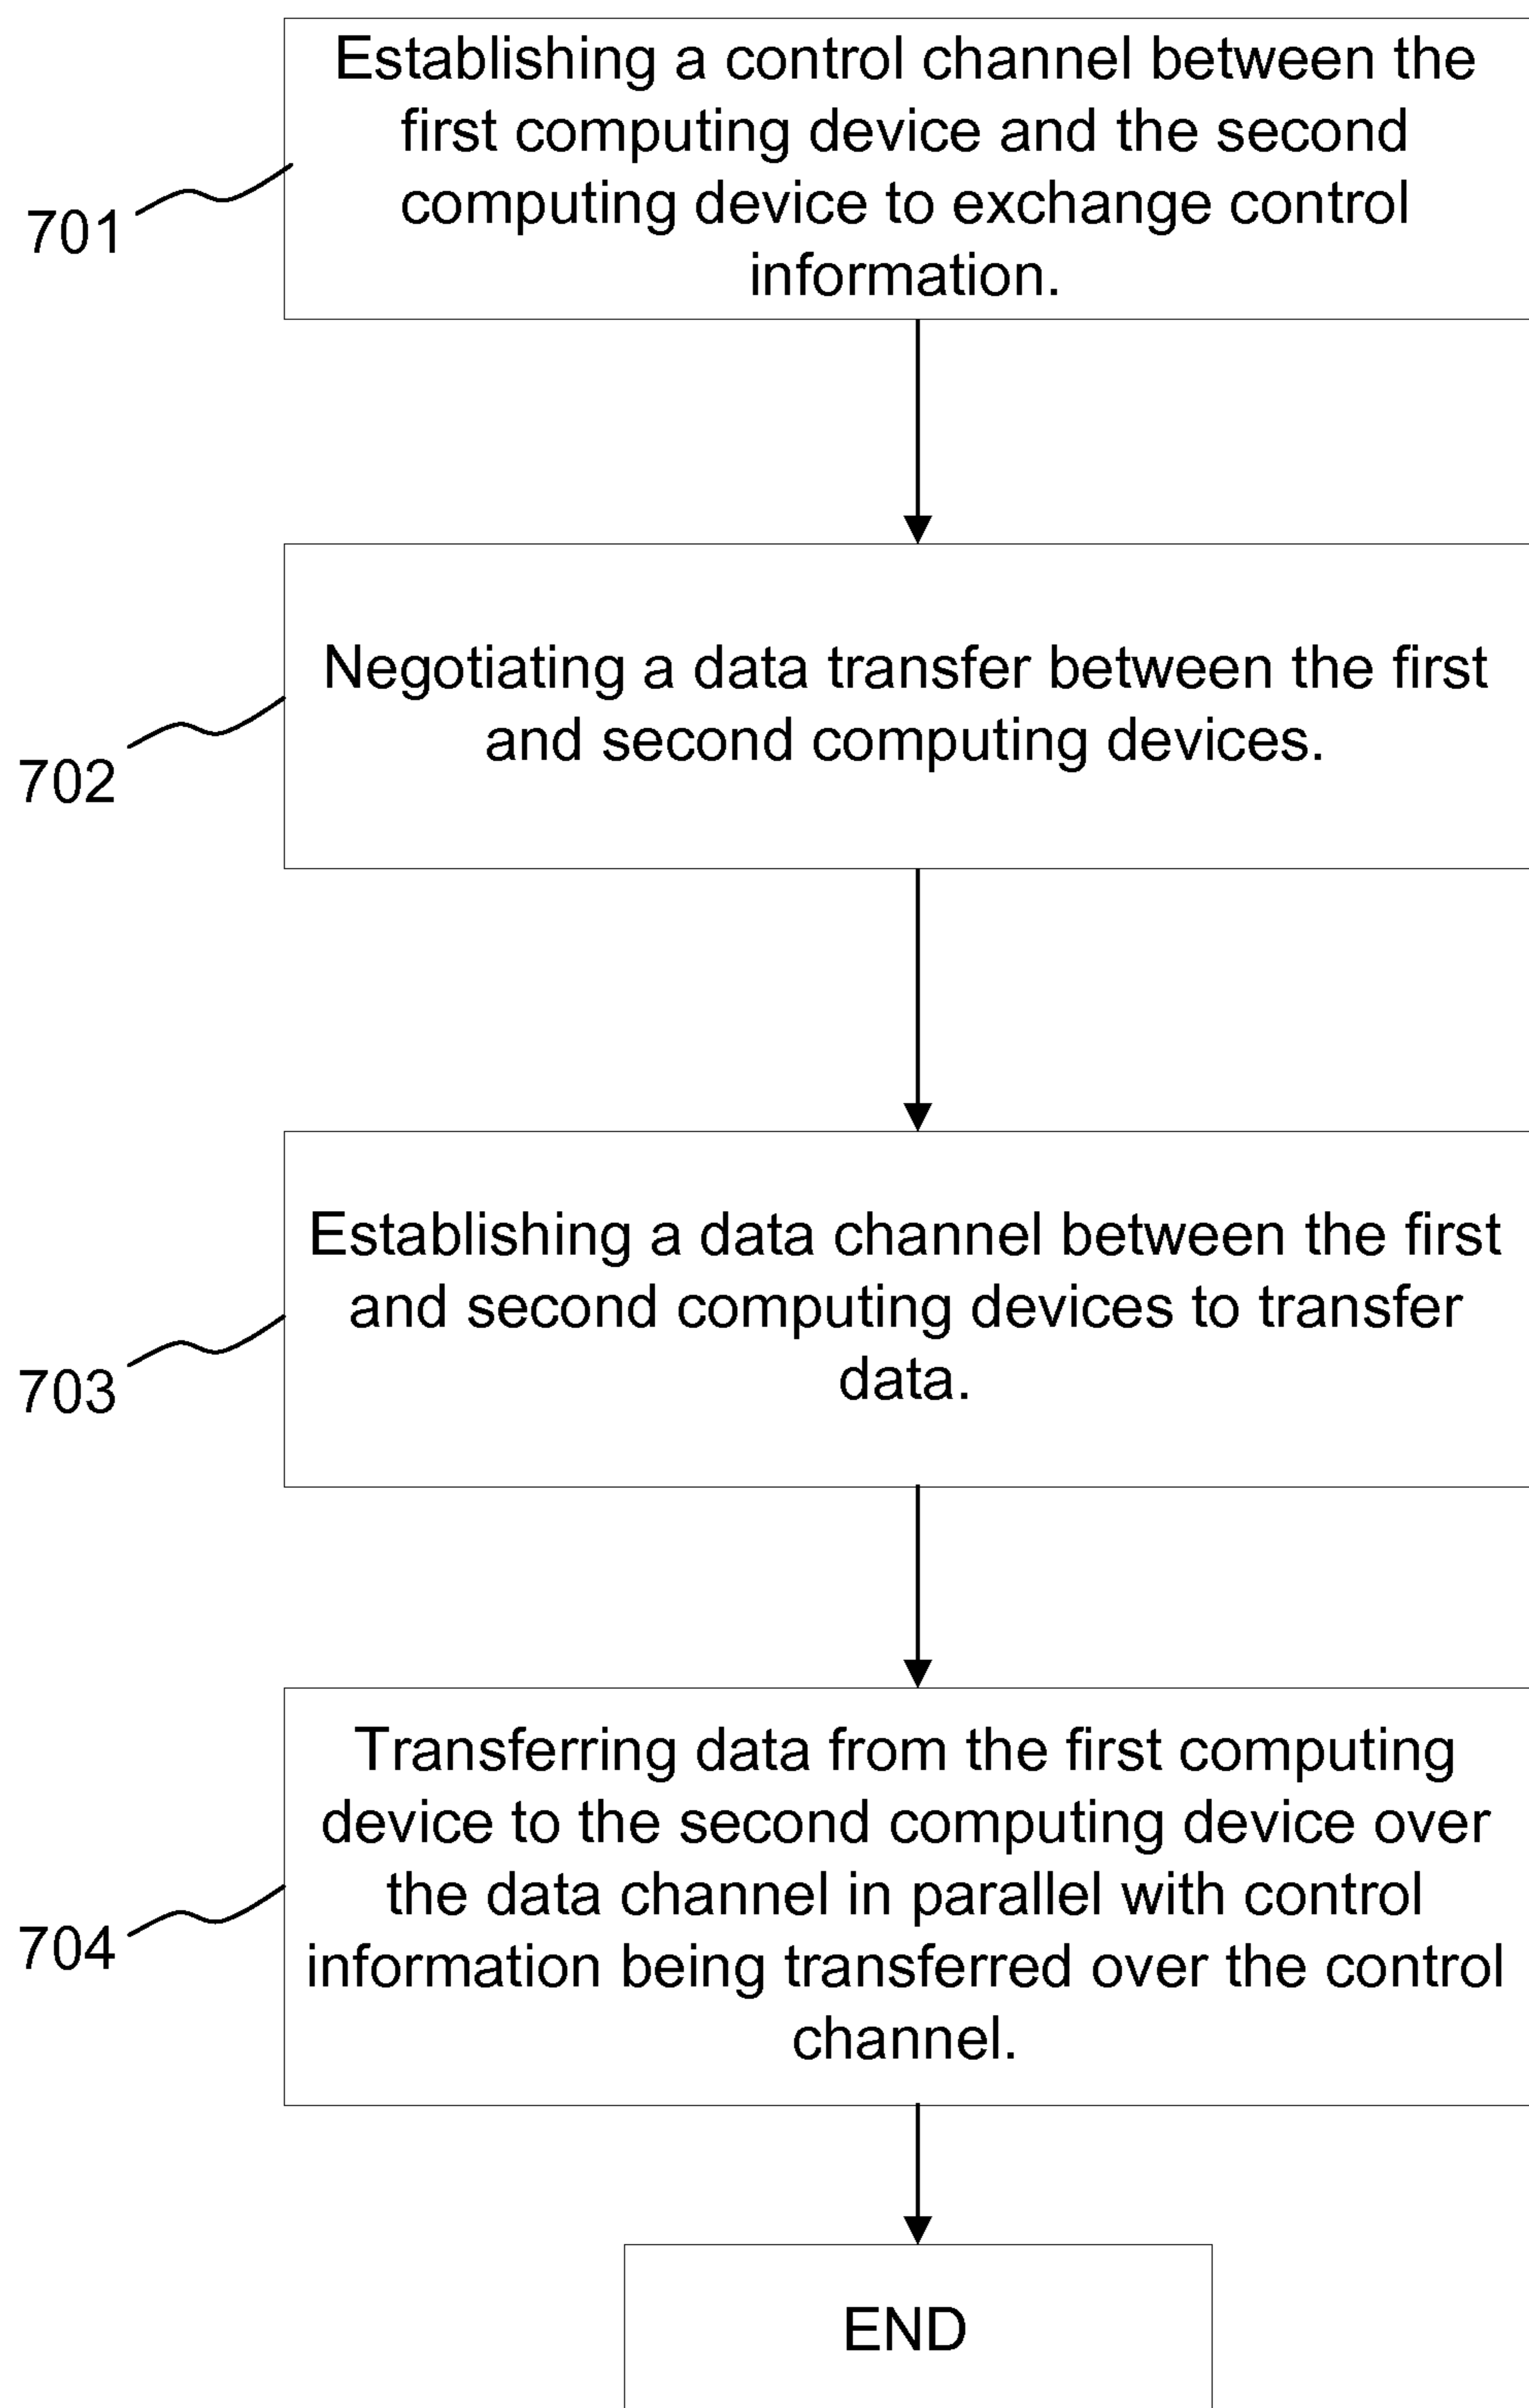 Establishing a control channel between the
first computing device and the second
computing device to exchange control
information.
701
Negotiating a data transfer between the first
and second computing devices.
702
Establishing a data channel between the first
and second computing devices to transfer
data.
703
Transferring data from the first computing
device to the second computing device over
the data channel in parallel with control
information being transferred over the control
channel.
704
END